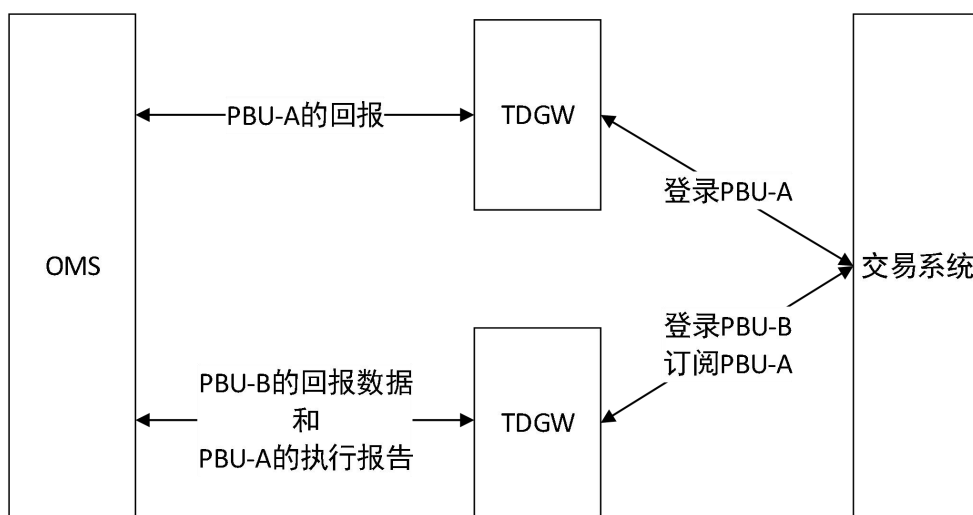 PBU-A的回报
TDGW
登录PBU-A
OMS
交易系统
登录PBU-B
订阅PBU-A
PBU-B的回报数据
和
PBU-A的执行报告
TDGW